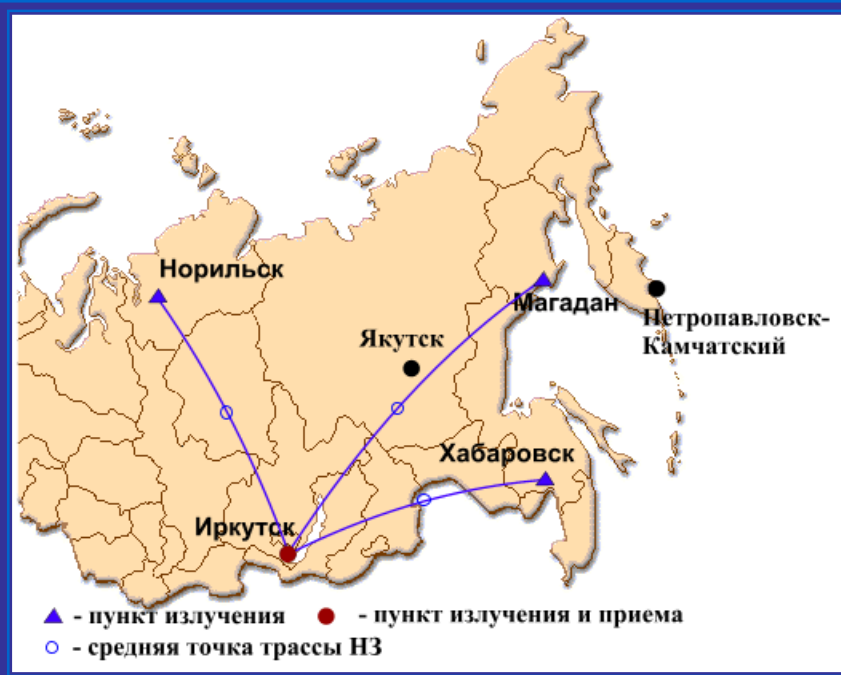 Норильск
Магадан
Петропавловск-
Камчатский
Якутск
Хабаровск
Иркутск
- пункт излучения
- пункт излучения и приема
- средняя точка трассы НЗ